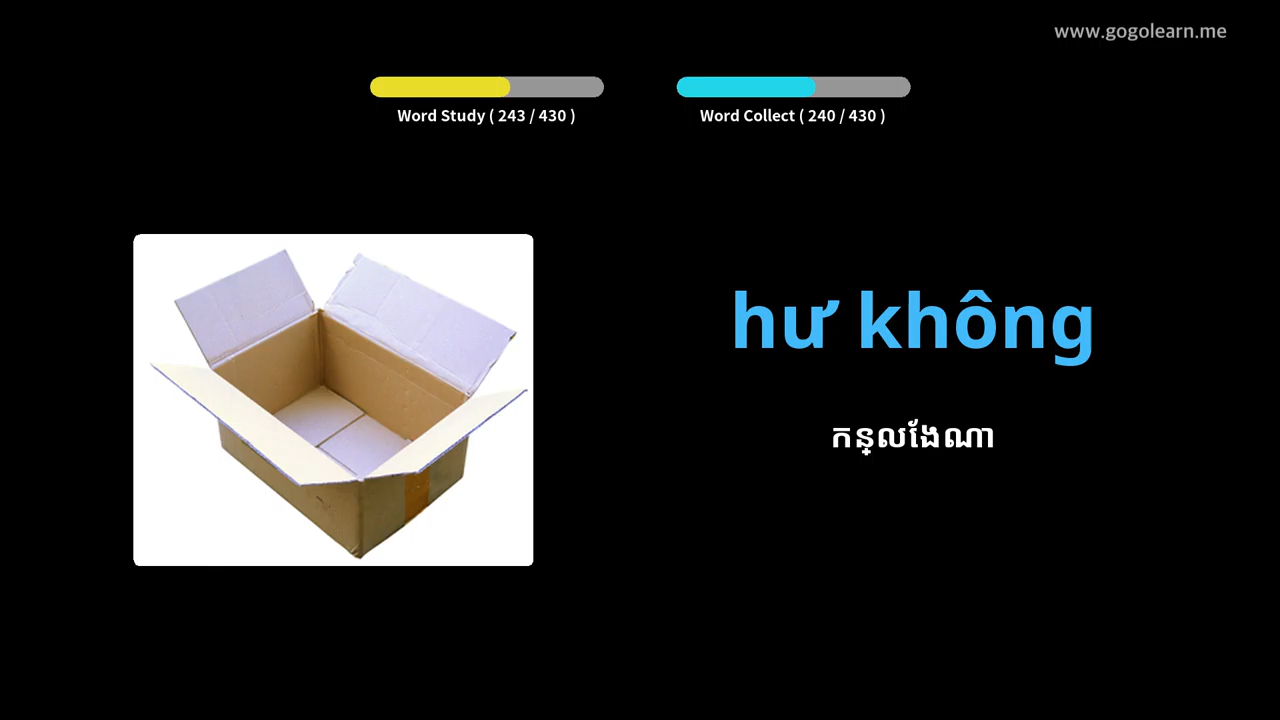 www.gogolearn.me
Word Study ( 243 / 430 )
Word Collect ( 240 / 430 )
hư không
កន្លែងណា